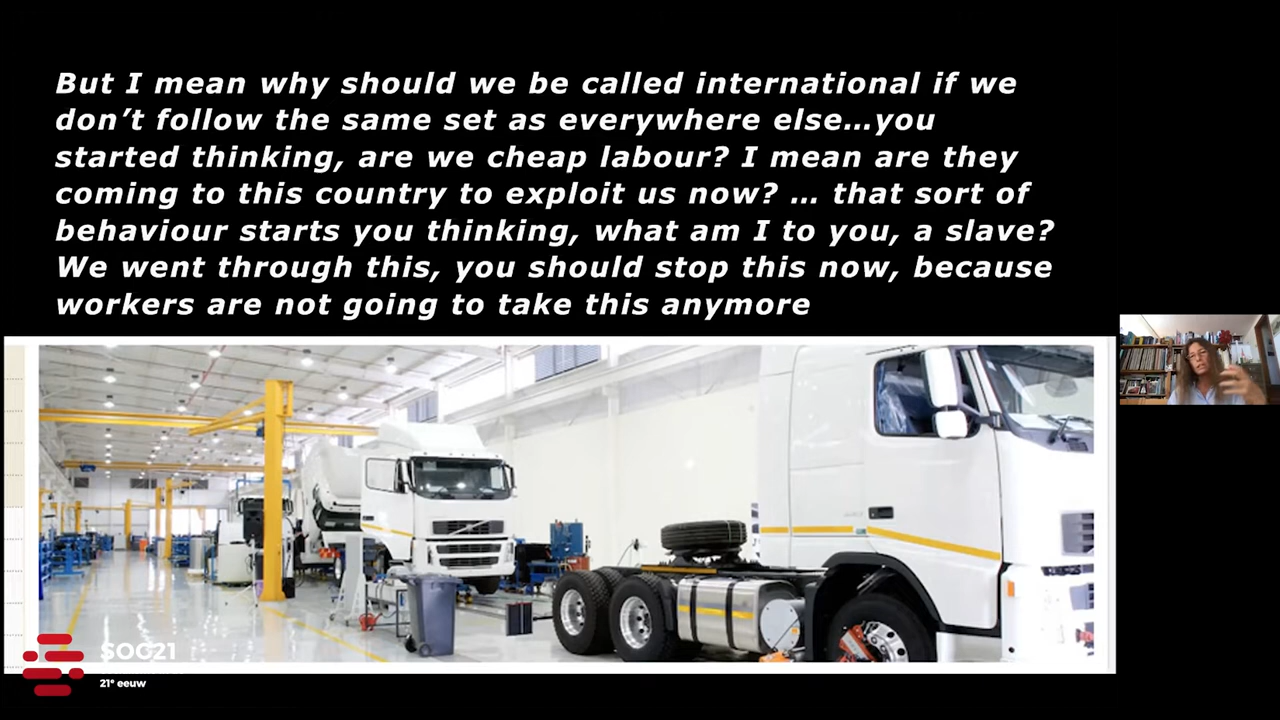 But I mean why should we be called international if we
don’t follow the same set as everywhere else…you
started thinking, are we cheap labour? I mean are they
coming to this country to exploit us now? … that sort of
behaviour starts you thinking, what am I to you, a slave?
We went through this, you should stop this now, because
workers are not going to take this anymore
SOC21
21e eeuw